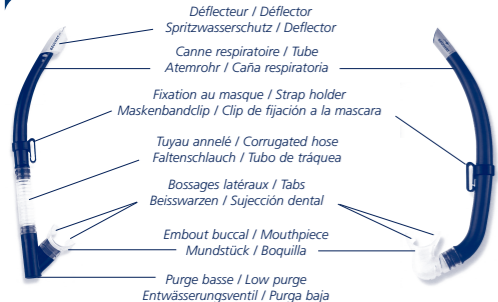 Déflecteur / Déflector
Spritzwasserschutz / Deflector
Canne respiratoire / Tube
Atemrohr / Caña respiratoria
Fixation au masque / Strap holder
Maskenbandclip / Clip de fijación a la mascara
Tuyau annelé / Corrugated hose
Faltenschlauch / Tubo de tráquea
Bossages latéraux / Tabs
Beisswarzen / Sujección dental
Embout buccal / Mouthpiece
Mundstück / Boquilla
Purge basse / Low purge
Entwässerungsventil / Purga baja